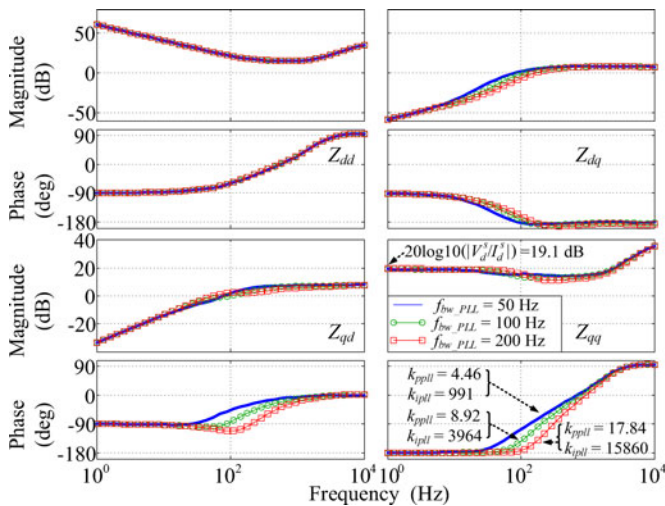 Magnitude
(dB)
50
0
-50
Phase
(deg)
90
0
-90
-180
Z_dd
Z_dq
Magnitude
(dB)
40
20
0
-20
Z_qd
20log10(|V_d^s/I_d^s|) = 19.1 dB
f_bw_PLL = 50 Hz
f_bw_PLL = 100 Hz
f_bw_PLL = 200 Hz
Z_qq
Phase
(deg)
90
0
-90
-180
k_ppll = 4.46
k_ipll = 991
k_ppll = 8.92
k_ipll = 3964
k_ppll = 17.84
k_ipll = 15860
10^0
10^2
10^4
10^0
10^2
10^4
Frequency (Hz)